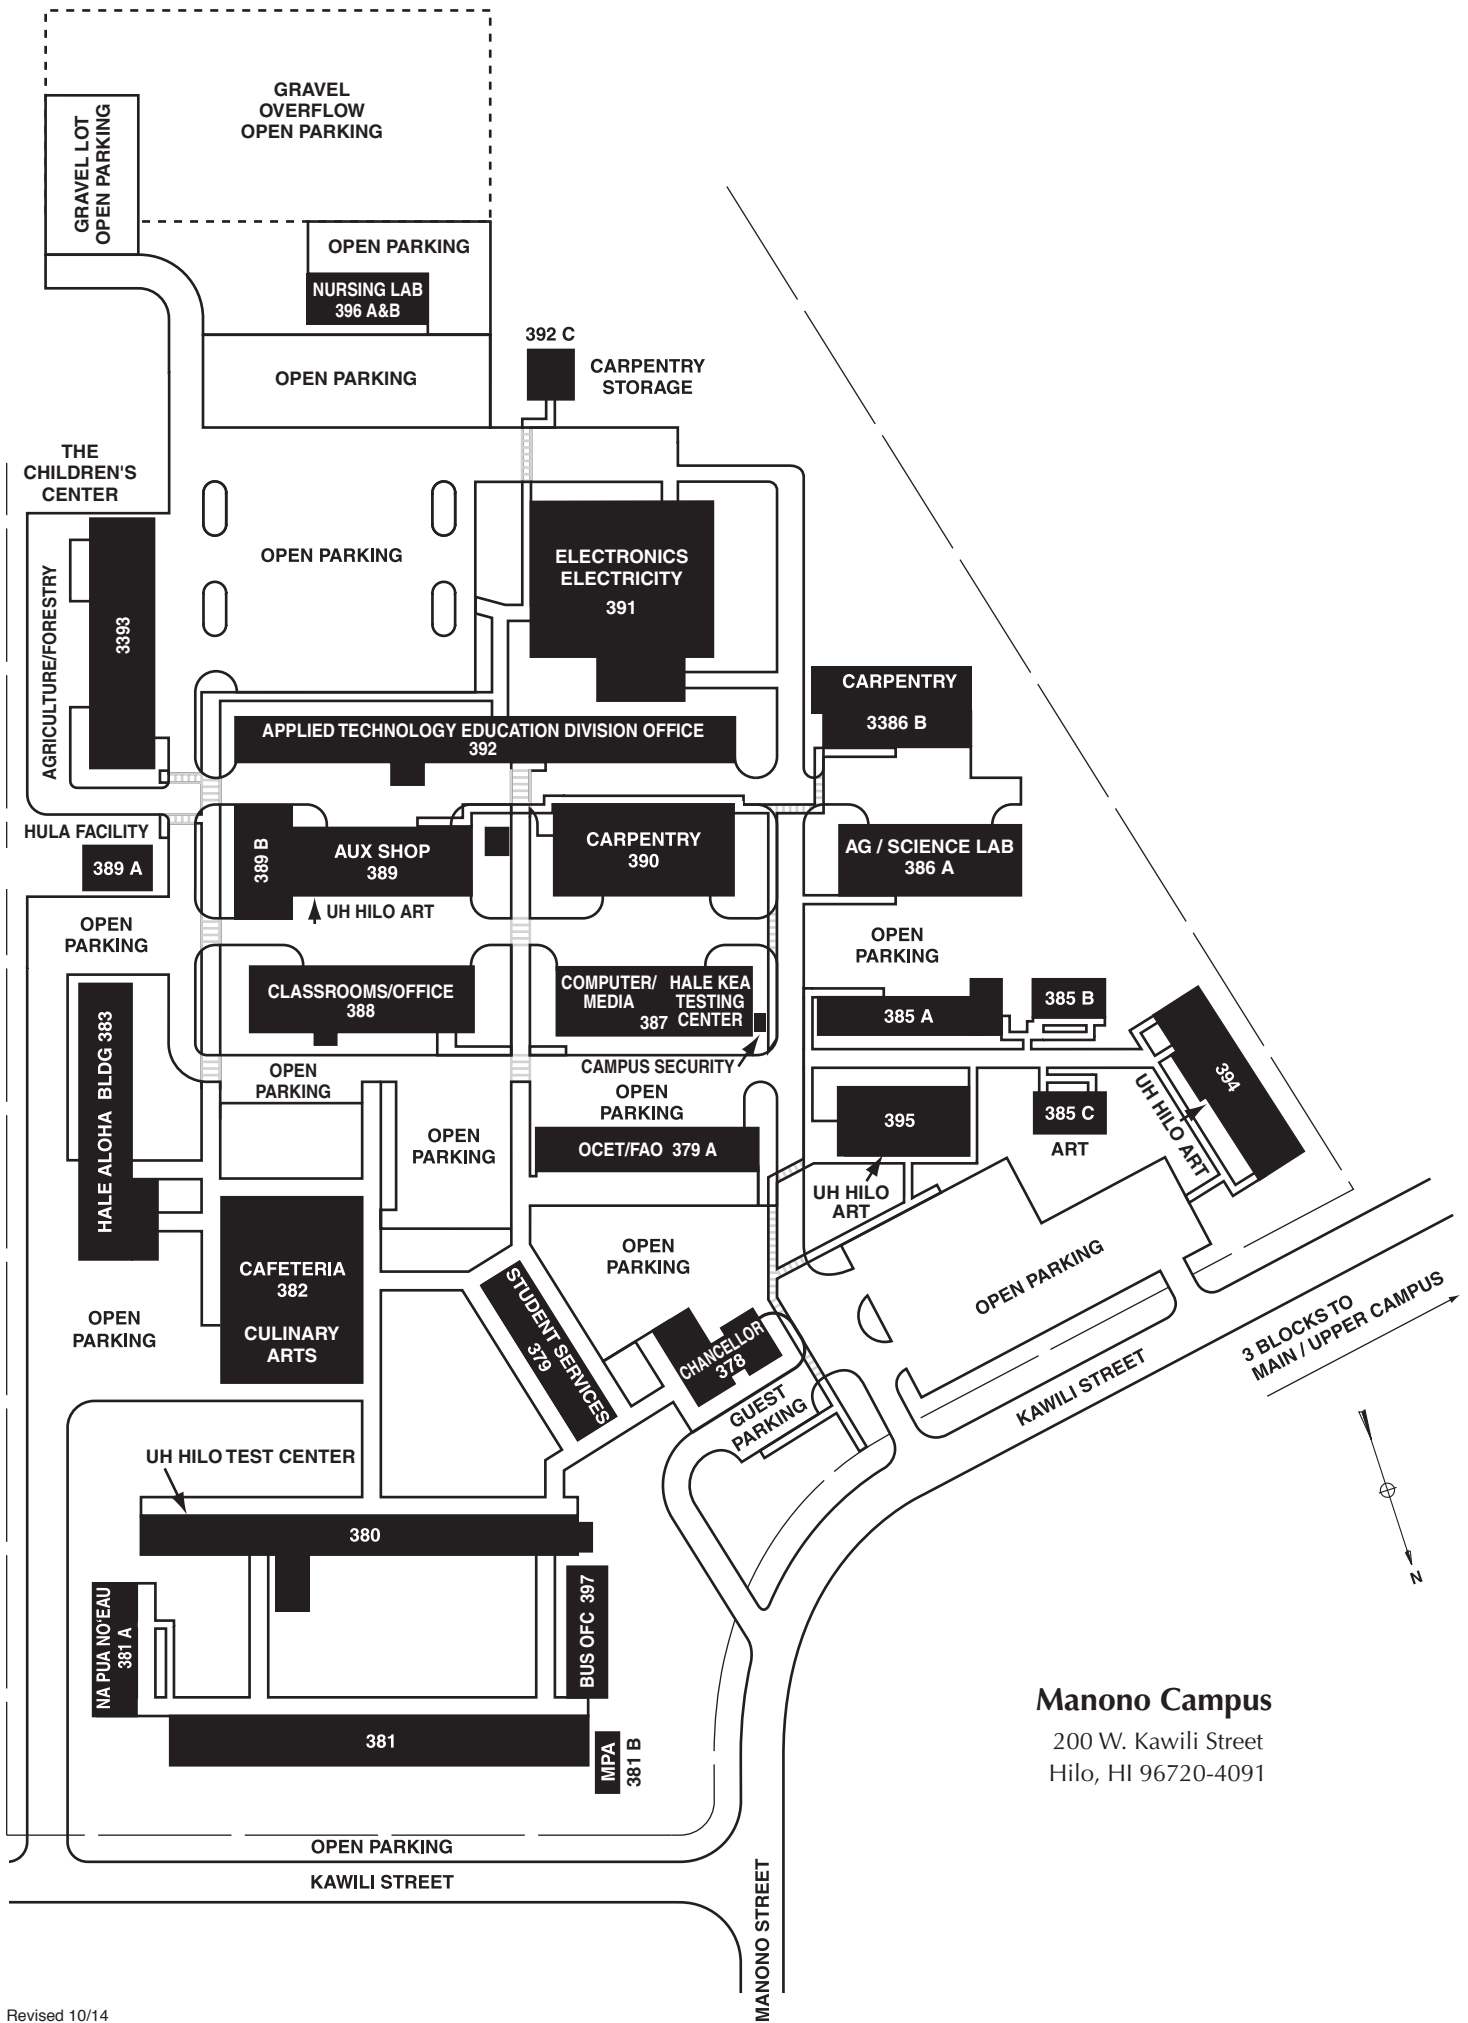 GRAVEL
OVERFLOW
OPEN PARKING
GRAVEL LOT
OPEN PARKING
OPEN PARKING
NURSING LAB
396 A&B
392 C
CARPENTRY
STORAGE
OPEN PARKING
THE
CHILDREN'S
CENTER
AGRICULTURE/FORESTRY
3393
OPEN PARKING
ELECTRONICS
ELECTRICITY
391
CARPENTRY
3386 B
APPLIED TECHNOLOGY EDUCATION DIVISION OFFICE
392
HULA FACILITY
389 A
389 B
AUX SHOP
389
UH HILO ART
CARPENTRY
390
AG / SCIENCE LAB
386 A
OPEN
PARKING
OPEN
PARKING
CLASSROOMS/OFFICE
388
COMPUTER/
MEDIA
387
HALE KEA
TESTING
CENTER
CAMPUS SECURITY
385 A
385 B
394
UH HILO ART
HALE ALOHA BLDG 383
OPEN
PARKING
OPEN
PARKING
OPEN
PARKING
OCET/FAO 379 A
395
UH HILO
ART
385 C
ART
CAFETERIA
382
CULINARY
ARTS
OPEN
PARKING
OPEN
PARKING
STUDENT SERVICES
379
CHANCELLOR
378
GUEST
PARKING
OPEN PARKING
KAWILI STREET
3 BLOCKS TO
MAIN / UPPER CAMPUS
N
UH HILO TEST CENTER
380
NA PUA NO'EAU
381 A
BUS OFC 397
381
MPA
381 B
Manono Campus
200 W. Kawili Street
Hilo, HI 96720-4091
OPEN PARKING
KAWILI STREET
MANONO STREET
Revised 10/14